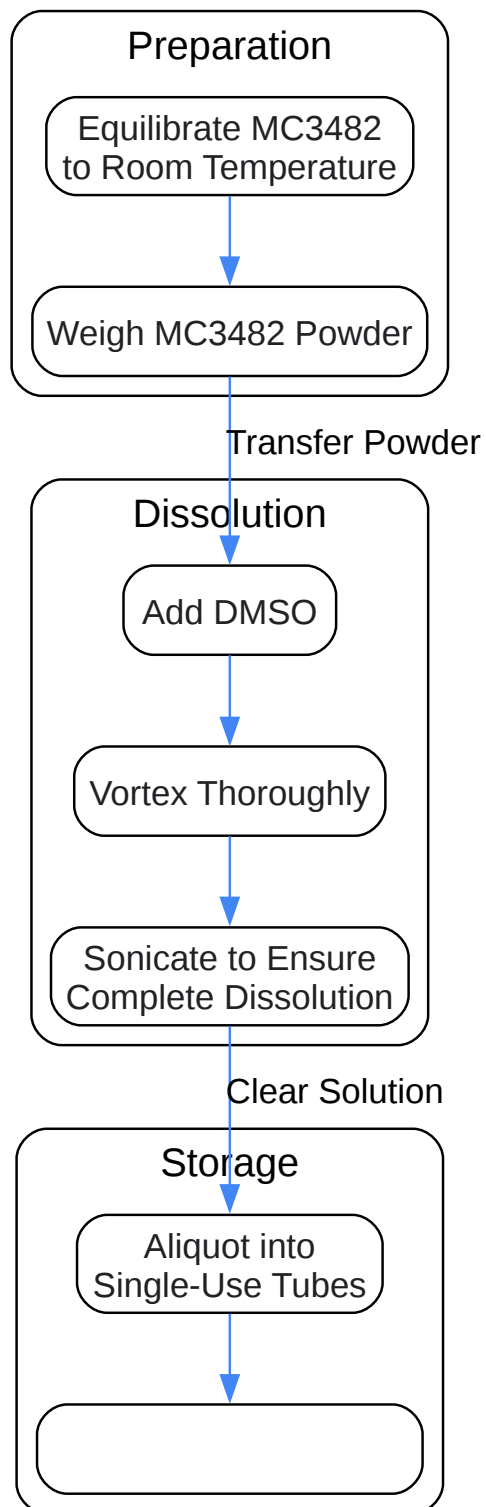 Preparation
Equilibrate MC3482
to Room Temperature
Weigh MC3482 Powder
Transfer Powder
Dissolution
Add DMSO
Vortex Thoroughly
Sonicate to Ensure
Complete Dissolution
Clear Solution
Storage
Aliquot into
Single-Use Tubes